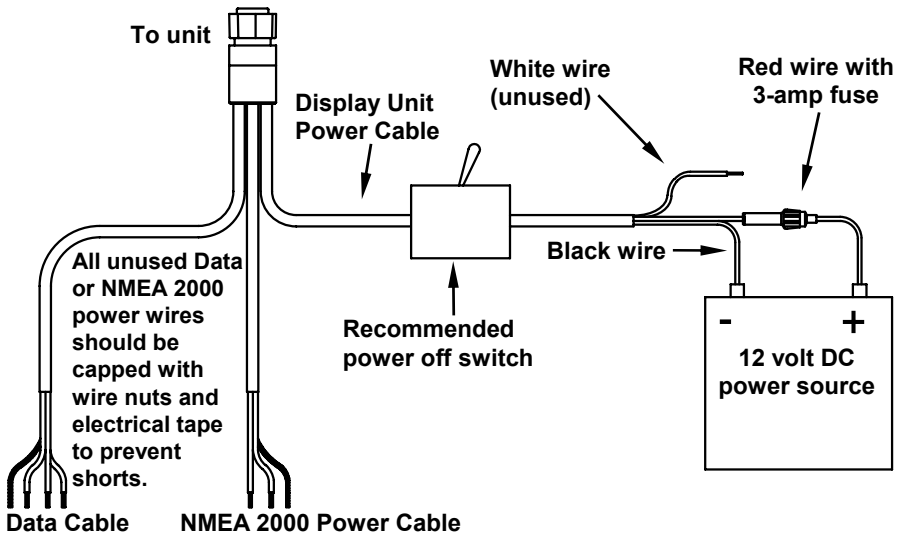 To unit
Display Unit
Power Cable
White wire
(unused)
Red wire with
3-amp fuse
All unused Data
or NMEA 2000
power wires
should be
capped with
wire nuts and
electrical tape
to prevent
shorts.
Black wire
Recommended
power off switch
- +
12 volt DC
power source
Data Cable
NMEA 2000 Power Cable